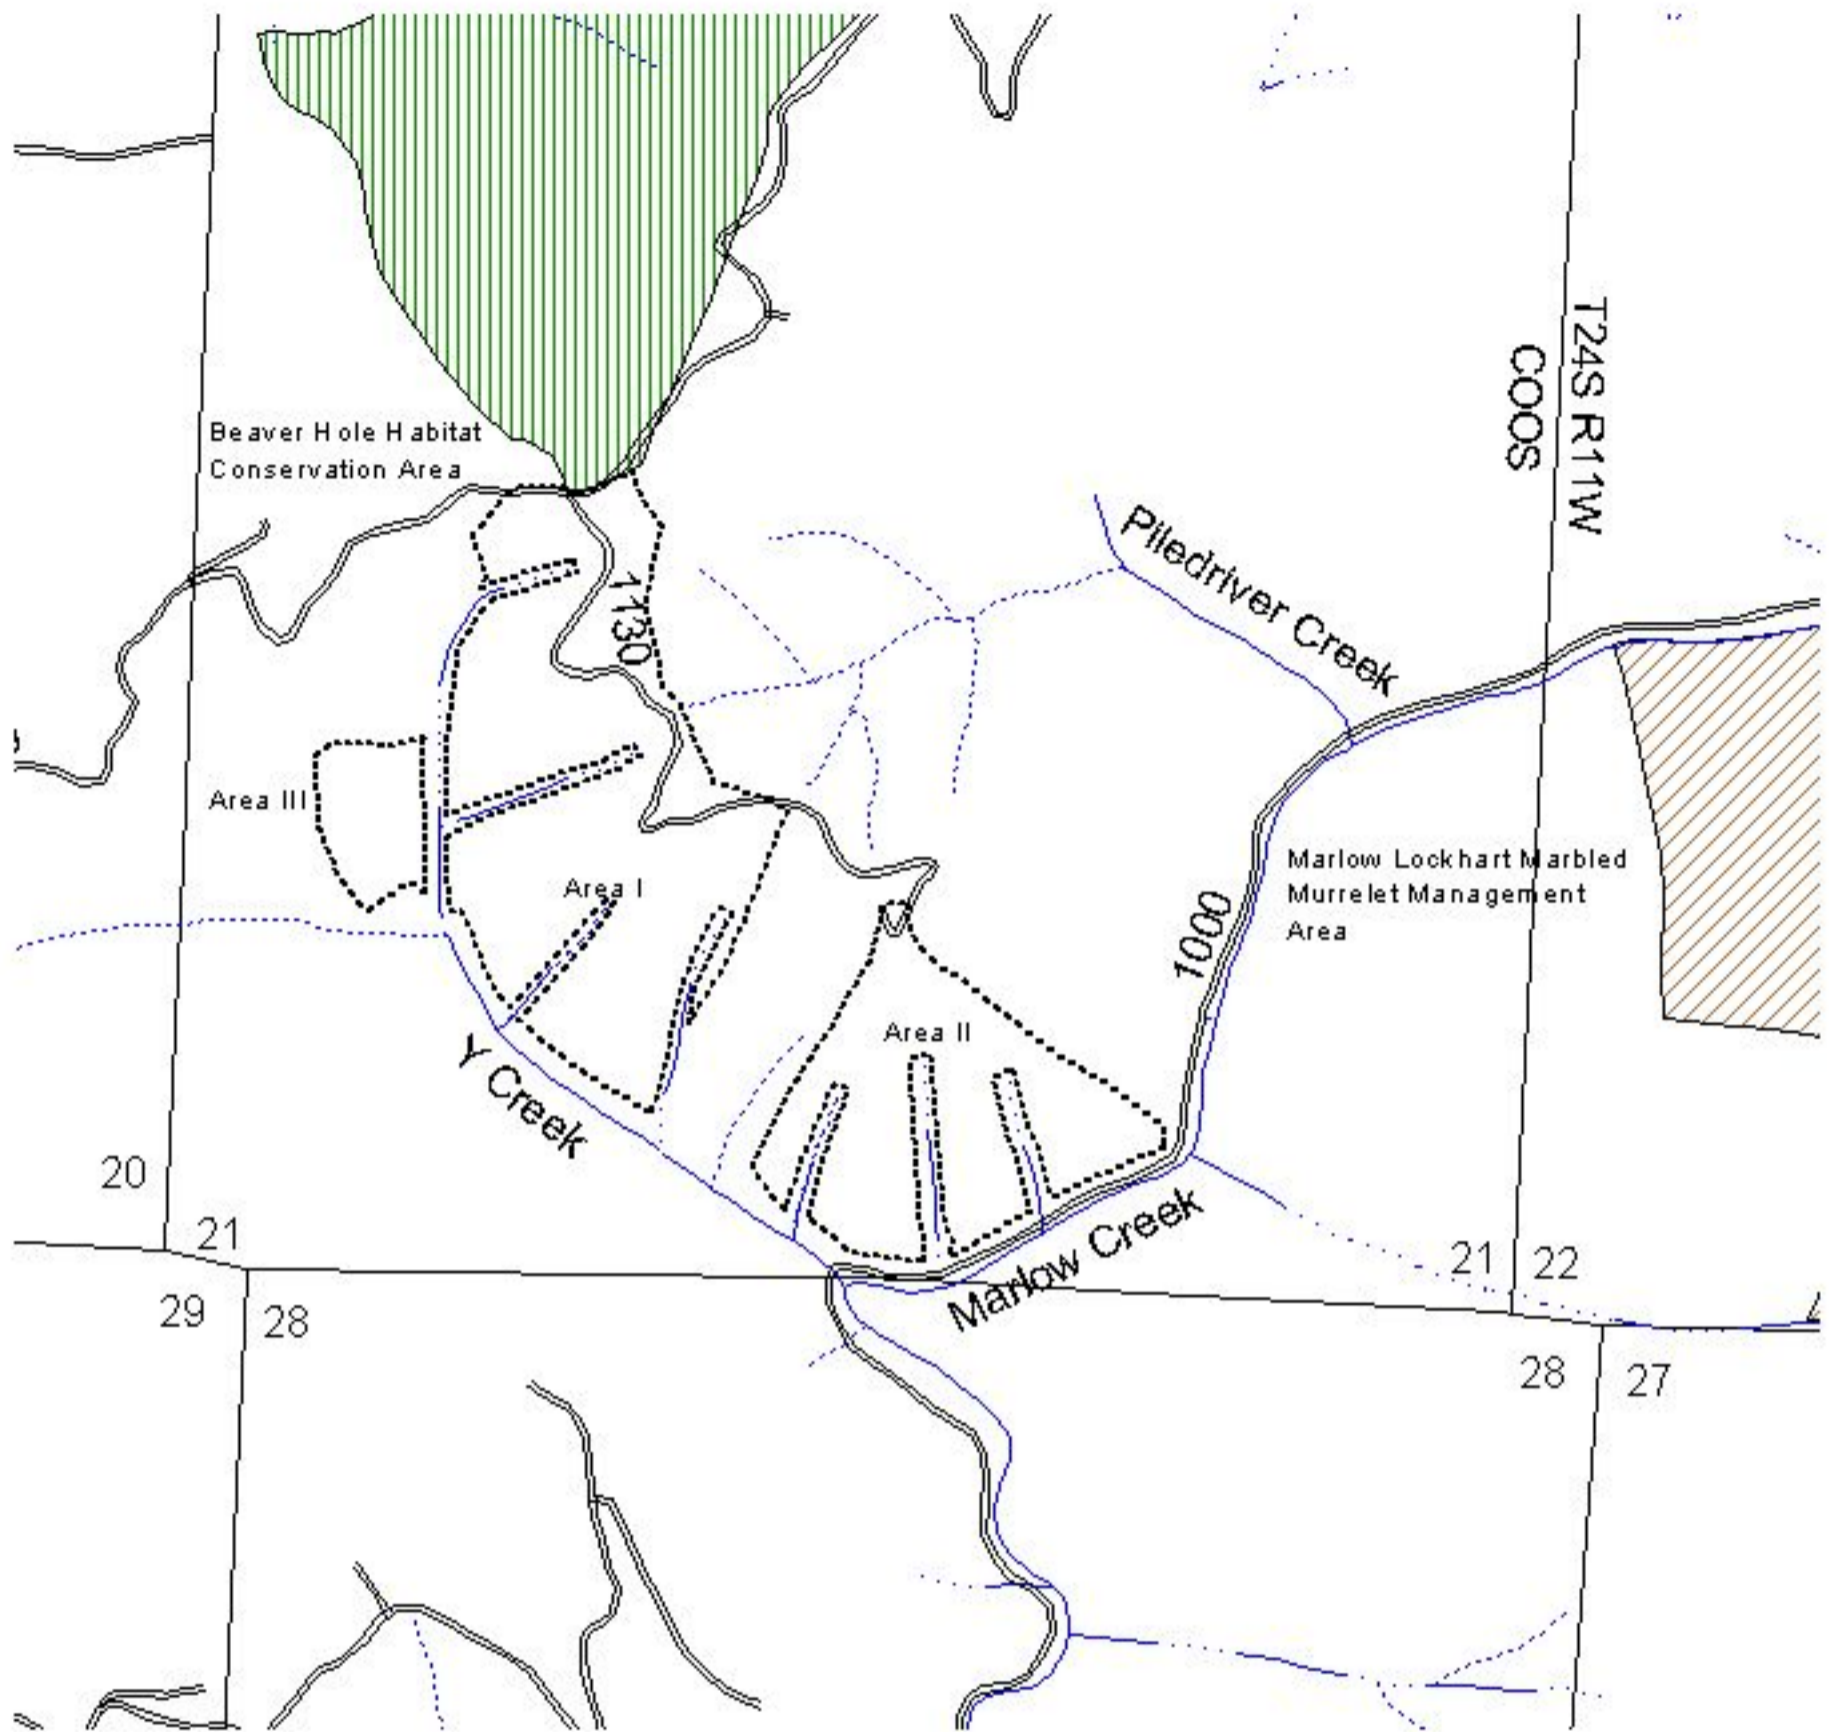 T24S R11W
COOS
Beaver Hole Habitat
Conservation Area
Piledriver Creek
1130
Area III
Area I
Marlow Lockhart Marbled
Murrelet Management
Area
1000
Area II
Y Creek
Marlow Creek
20
21
21
22
29
28
28
27